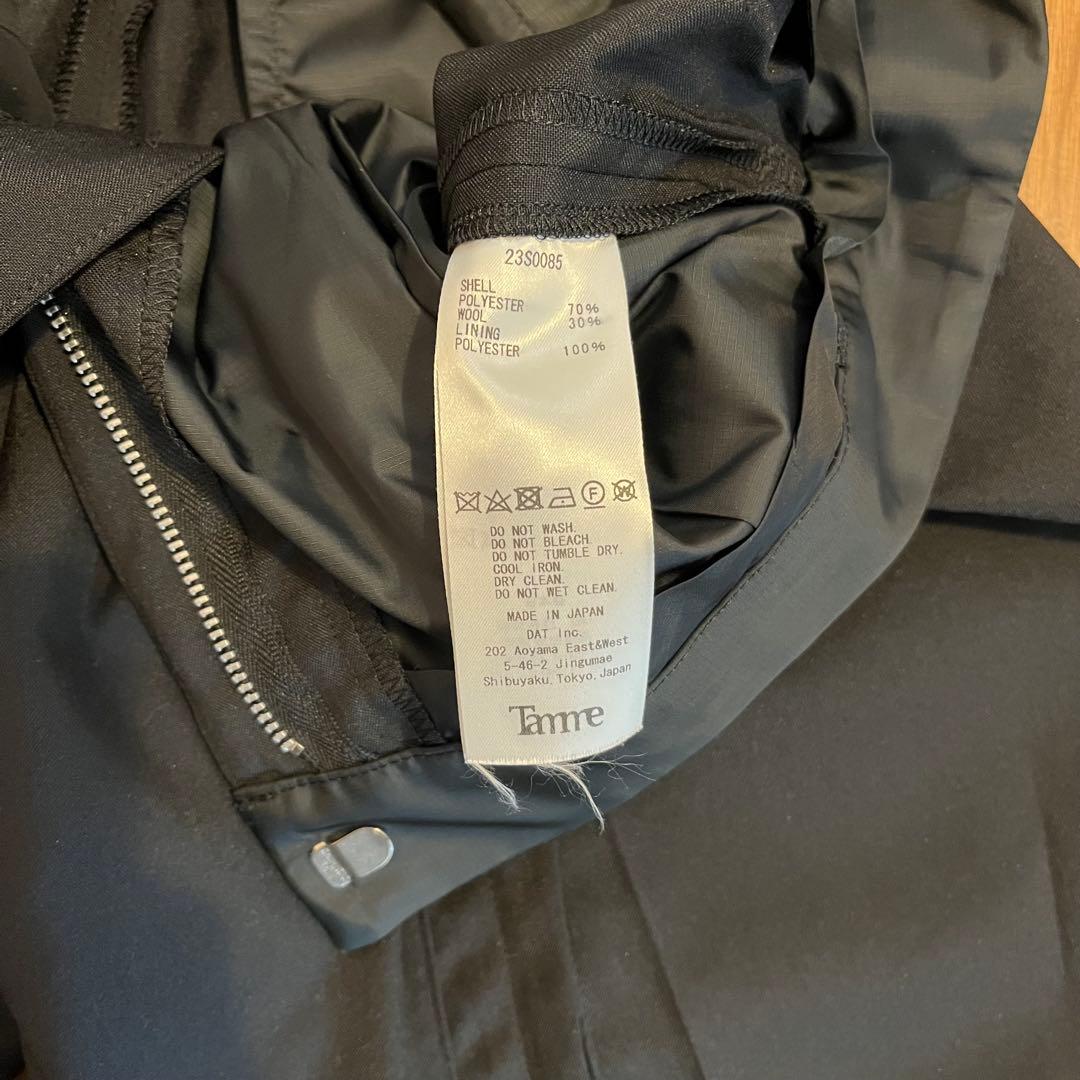 23S0085
SHELL
POLYESTER 70%
WOOL 30%
LINING
POLYESTER 100%
F W
DO NOT WASH.
DO NOT BLEACH.
DO NOT TUMBLE DRY.
COOL IRON.
DRY CLEAN.
DO NOT WET CLEAN.
MADE IN JAPAN
DAT Inc.
202 Aoyama East&West
5-46-2 Jingumae
Shibuyaku, Tokyo, Japan
Tamme